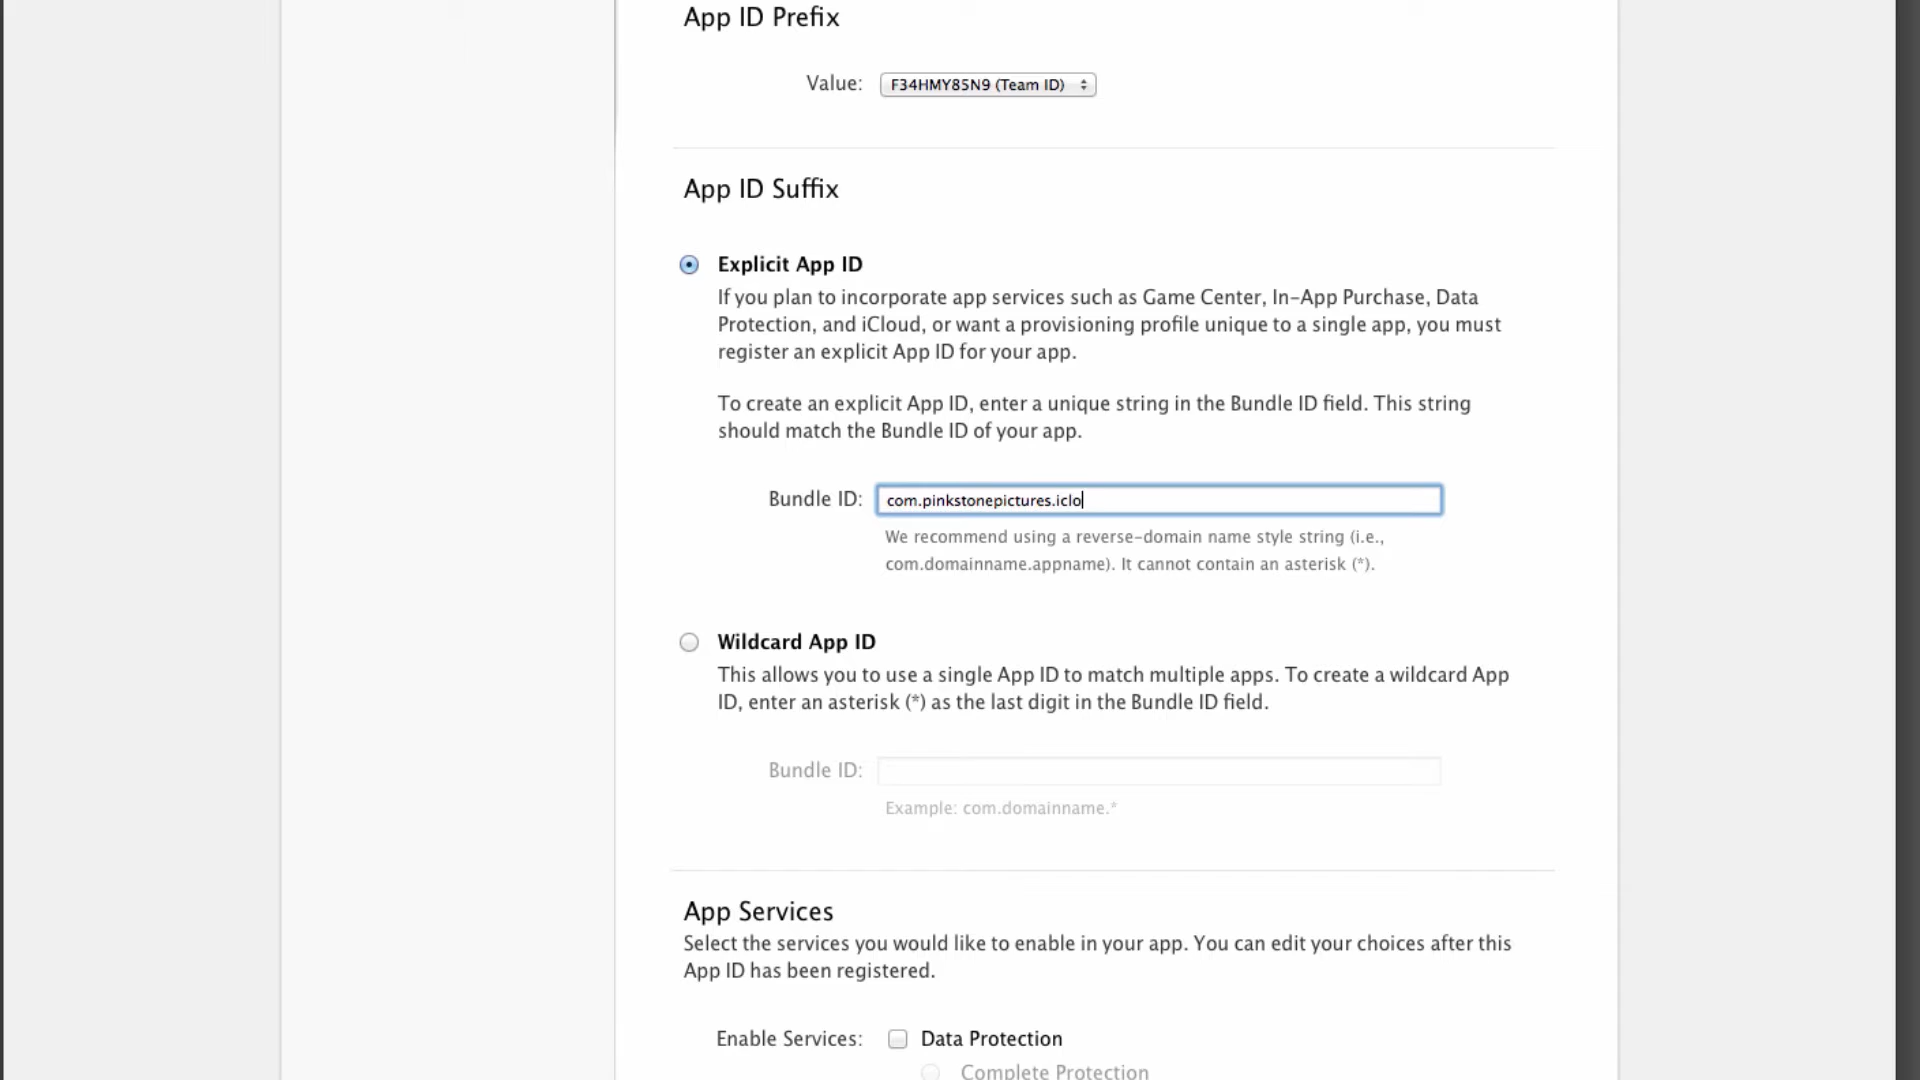 App ID Prefix
Value: F34HMY85N9 (Team ID)
App ID Suffix
Explicit App ID
If you plan to incorporate app services such as Game Center, In-App Purchase, Data
Protection, and iCloud, or want a provisioning profile unique to a single app, you must
register an explicit App ID for your app.
To create an explicit App ID, enter a unique string in the Bundle ID field. This string
should match the Bundle ID of your app.
Bundle ID: com.pinkstonepictures.iclo
We recommend using a reverse-domain name style string (i.e.,
com.domainname.appname). It cannot contain an asterisk (*).
Wildcard App ID
This allows you to use a single App ID to match multiple apps. To create a wildcard App
ID, enter an asterisk (*) as the last digit in the Bundle ID field.
Bundle ID:
Example: com.domainname.*
App Services
Select the services you would like to enable in your app. You can edit your choices after this
App ID has been registered.
Enable Services: Data Protection
Complete Protection